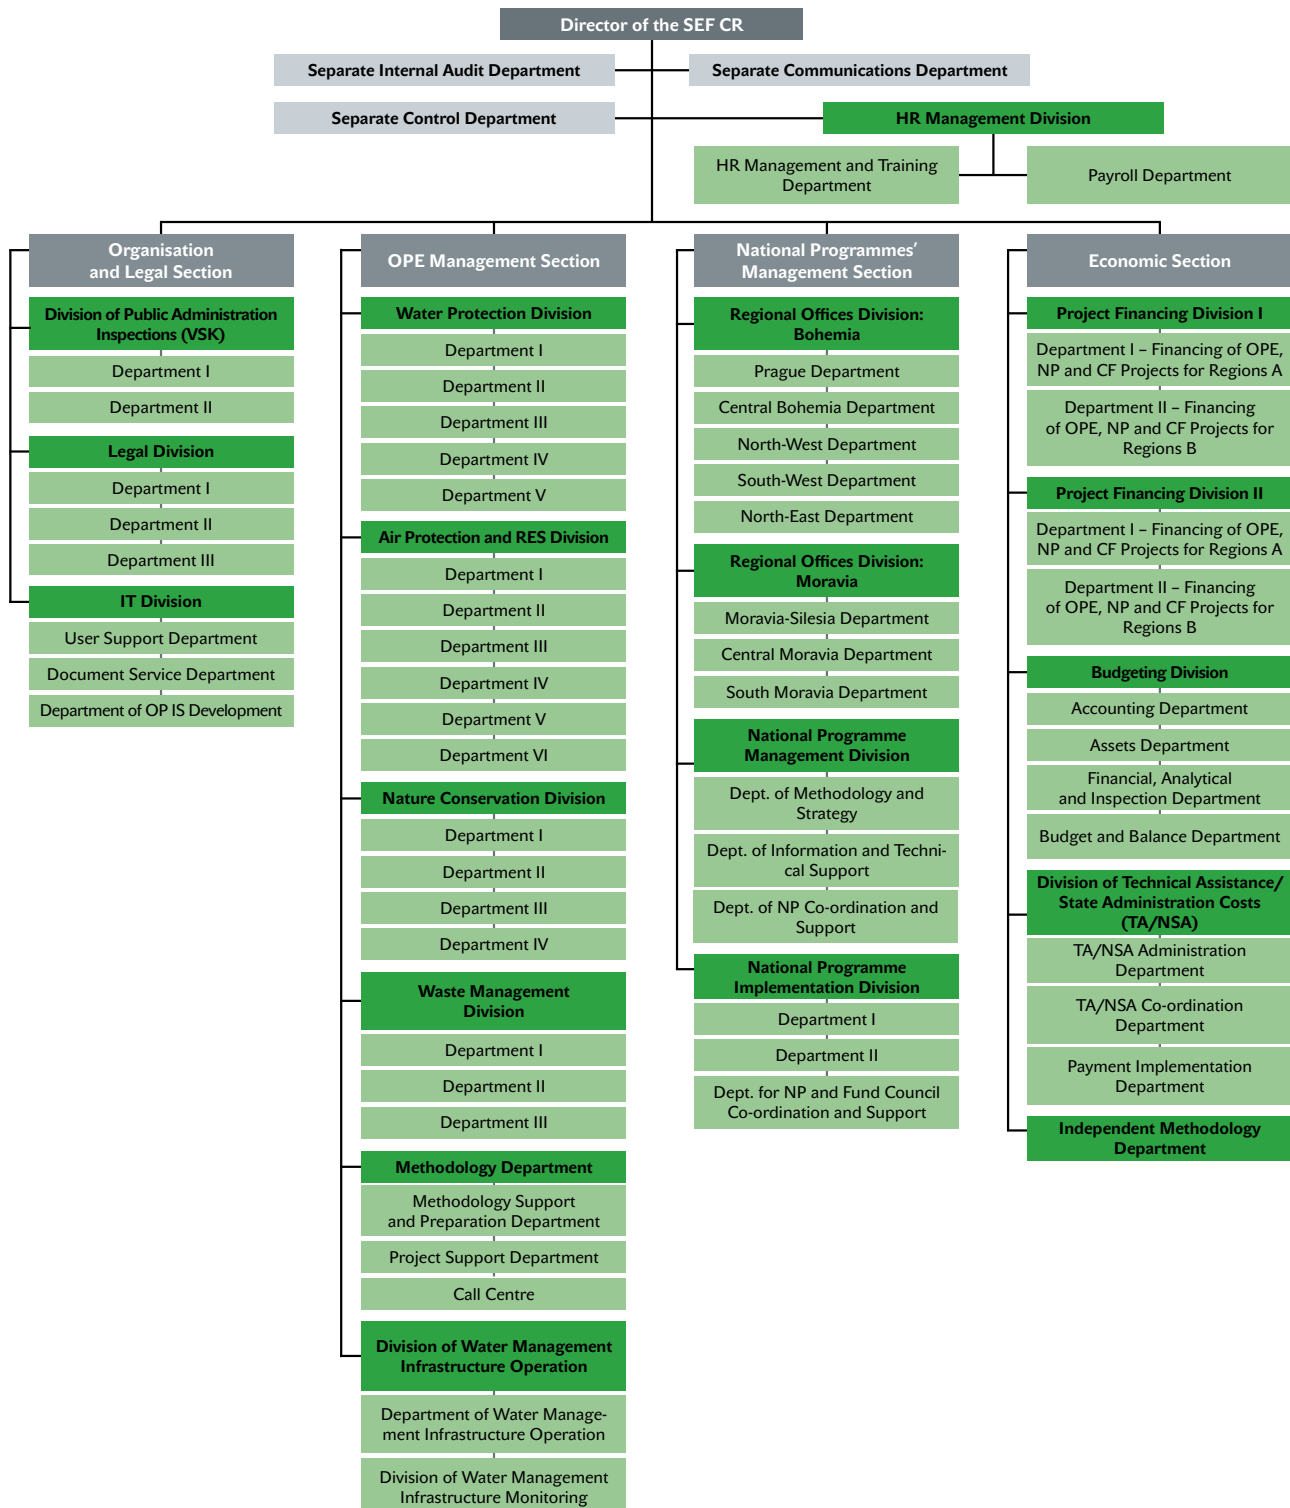 Director of the SEF CR
Separate Internal Audit Department
Separate Communications Department
Separate Control Department
HR Management Division
HR Management and Training
Department
Payroll Department
Organisation
and Legal Section
Division of Public Administration
Inspections (VSK)
Department I
Department II
Legal Division
Department I
Department II
Department III
IT Division
User Support Department
Document Service Department
Department of OP IS Development
OPE Management Section
Water Protection Division
Department I
Department II
Department III
Department IV
Department V
Air Protection and RES Division
Department I
Department II
Department III
Department IV
Department V
Department VI
Nature Conservation Division
Department I
Department II
Department III
Department IV
Waste Management
Division
Department I
Department II
Department III
Methodology Department
Methodology Support
and Preparation Department
Project Support Department
Call Centre
Division of Water Management
Infrastructure Operation
Department of Water Manage-
ment Infrastructure Operation
Division of Water Management
Infrastructure Monitoring
National Programmes’
Management Section
Regional Offices Division:
Bohemia
Prague Department
Central Bohemia Department
North-West Department
South-West Department
North-East Department
Regional Offices Division:
Moravia
Moravia-Silesia Department
Central Moravia Department
South Moravia Department
National Programme
Management Division
Dept. of Methodology and
Strategy
Dept. of Information and Techni-
cal Support
Dept. of NP Co-ordination and
Support
National Programme
Implementation Division
Department I
Department II
Dept. for NP and Fund Council
Co-ordination and Support
Economic Section
Project Financing Division I
Department I – Financing of OPE,
NP and CF Projects for Regions A
Department II – Financing
of OPE, NP and CF Projects for
Regions B
Project Financing Division II
Department I – Financing of OPE,
NP and CF Projects for Regions A
Department II – Financing
of OPE, NP and CF Projects for
Regions B
Budgeting Division
Accounting Department
Assets Department
Financial, Analytical
and Inspection Department
Budget and Balance Department
Division of Technical Assistance/
State Administration Costs
(TA/NSA)
TA/NSA Administration
Department
TA/NSA Co-ordination
Department
Payment Implementation
Department
Independent Methodology
Department